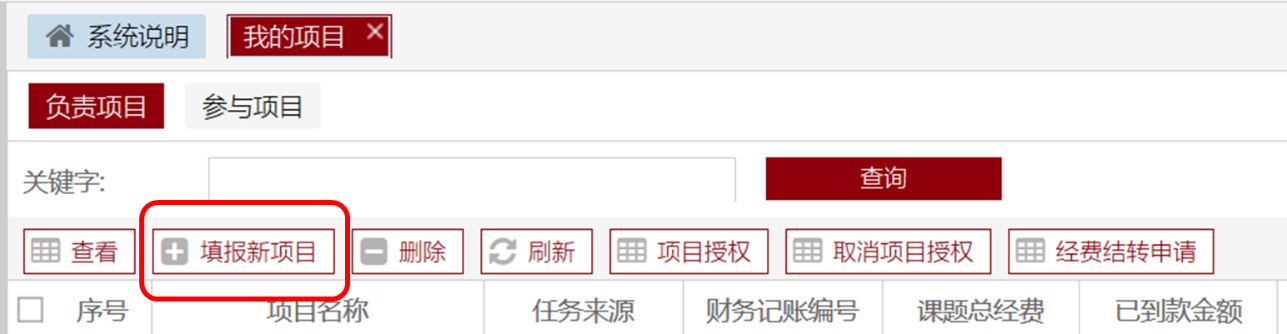 系统说明 我的项目
负责项目 参与项目
关键字: 查询
查看 填报新项目 删除 刷新 项目授权 取消项目授权 经费结转申请
序号 项目名称 任务来源 财务记账编号 课题总经费 已到款金额